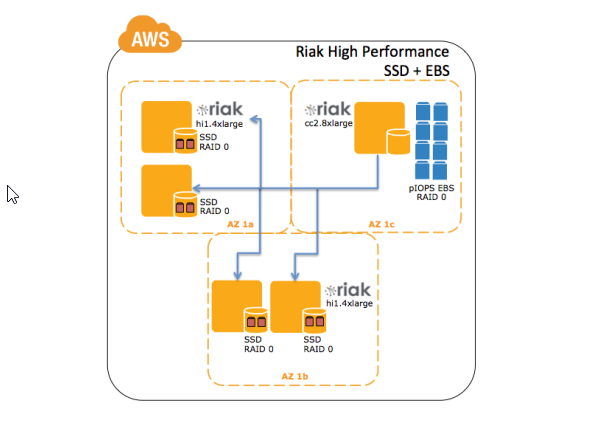 AWS
Riak High Performance
SSD + EBS
riak
hi1.4xlarge
SSD
RAID 0
SSD
RAID 0
AZ 1a
riak
cc2.8xlarge
pIOPS EBS
RAID 0
AZ 1c
riak
hi1.4xlarge
SSD
RAID 0
SSD
RAID 0
AZ 1b